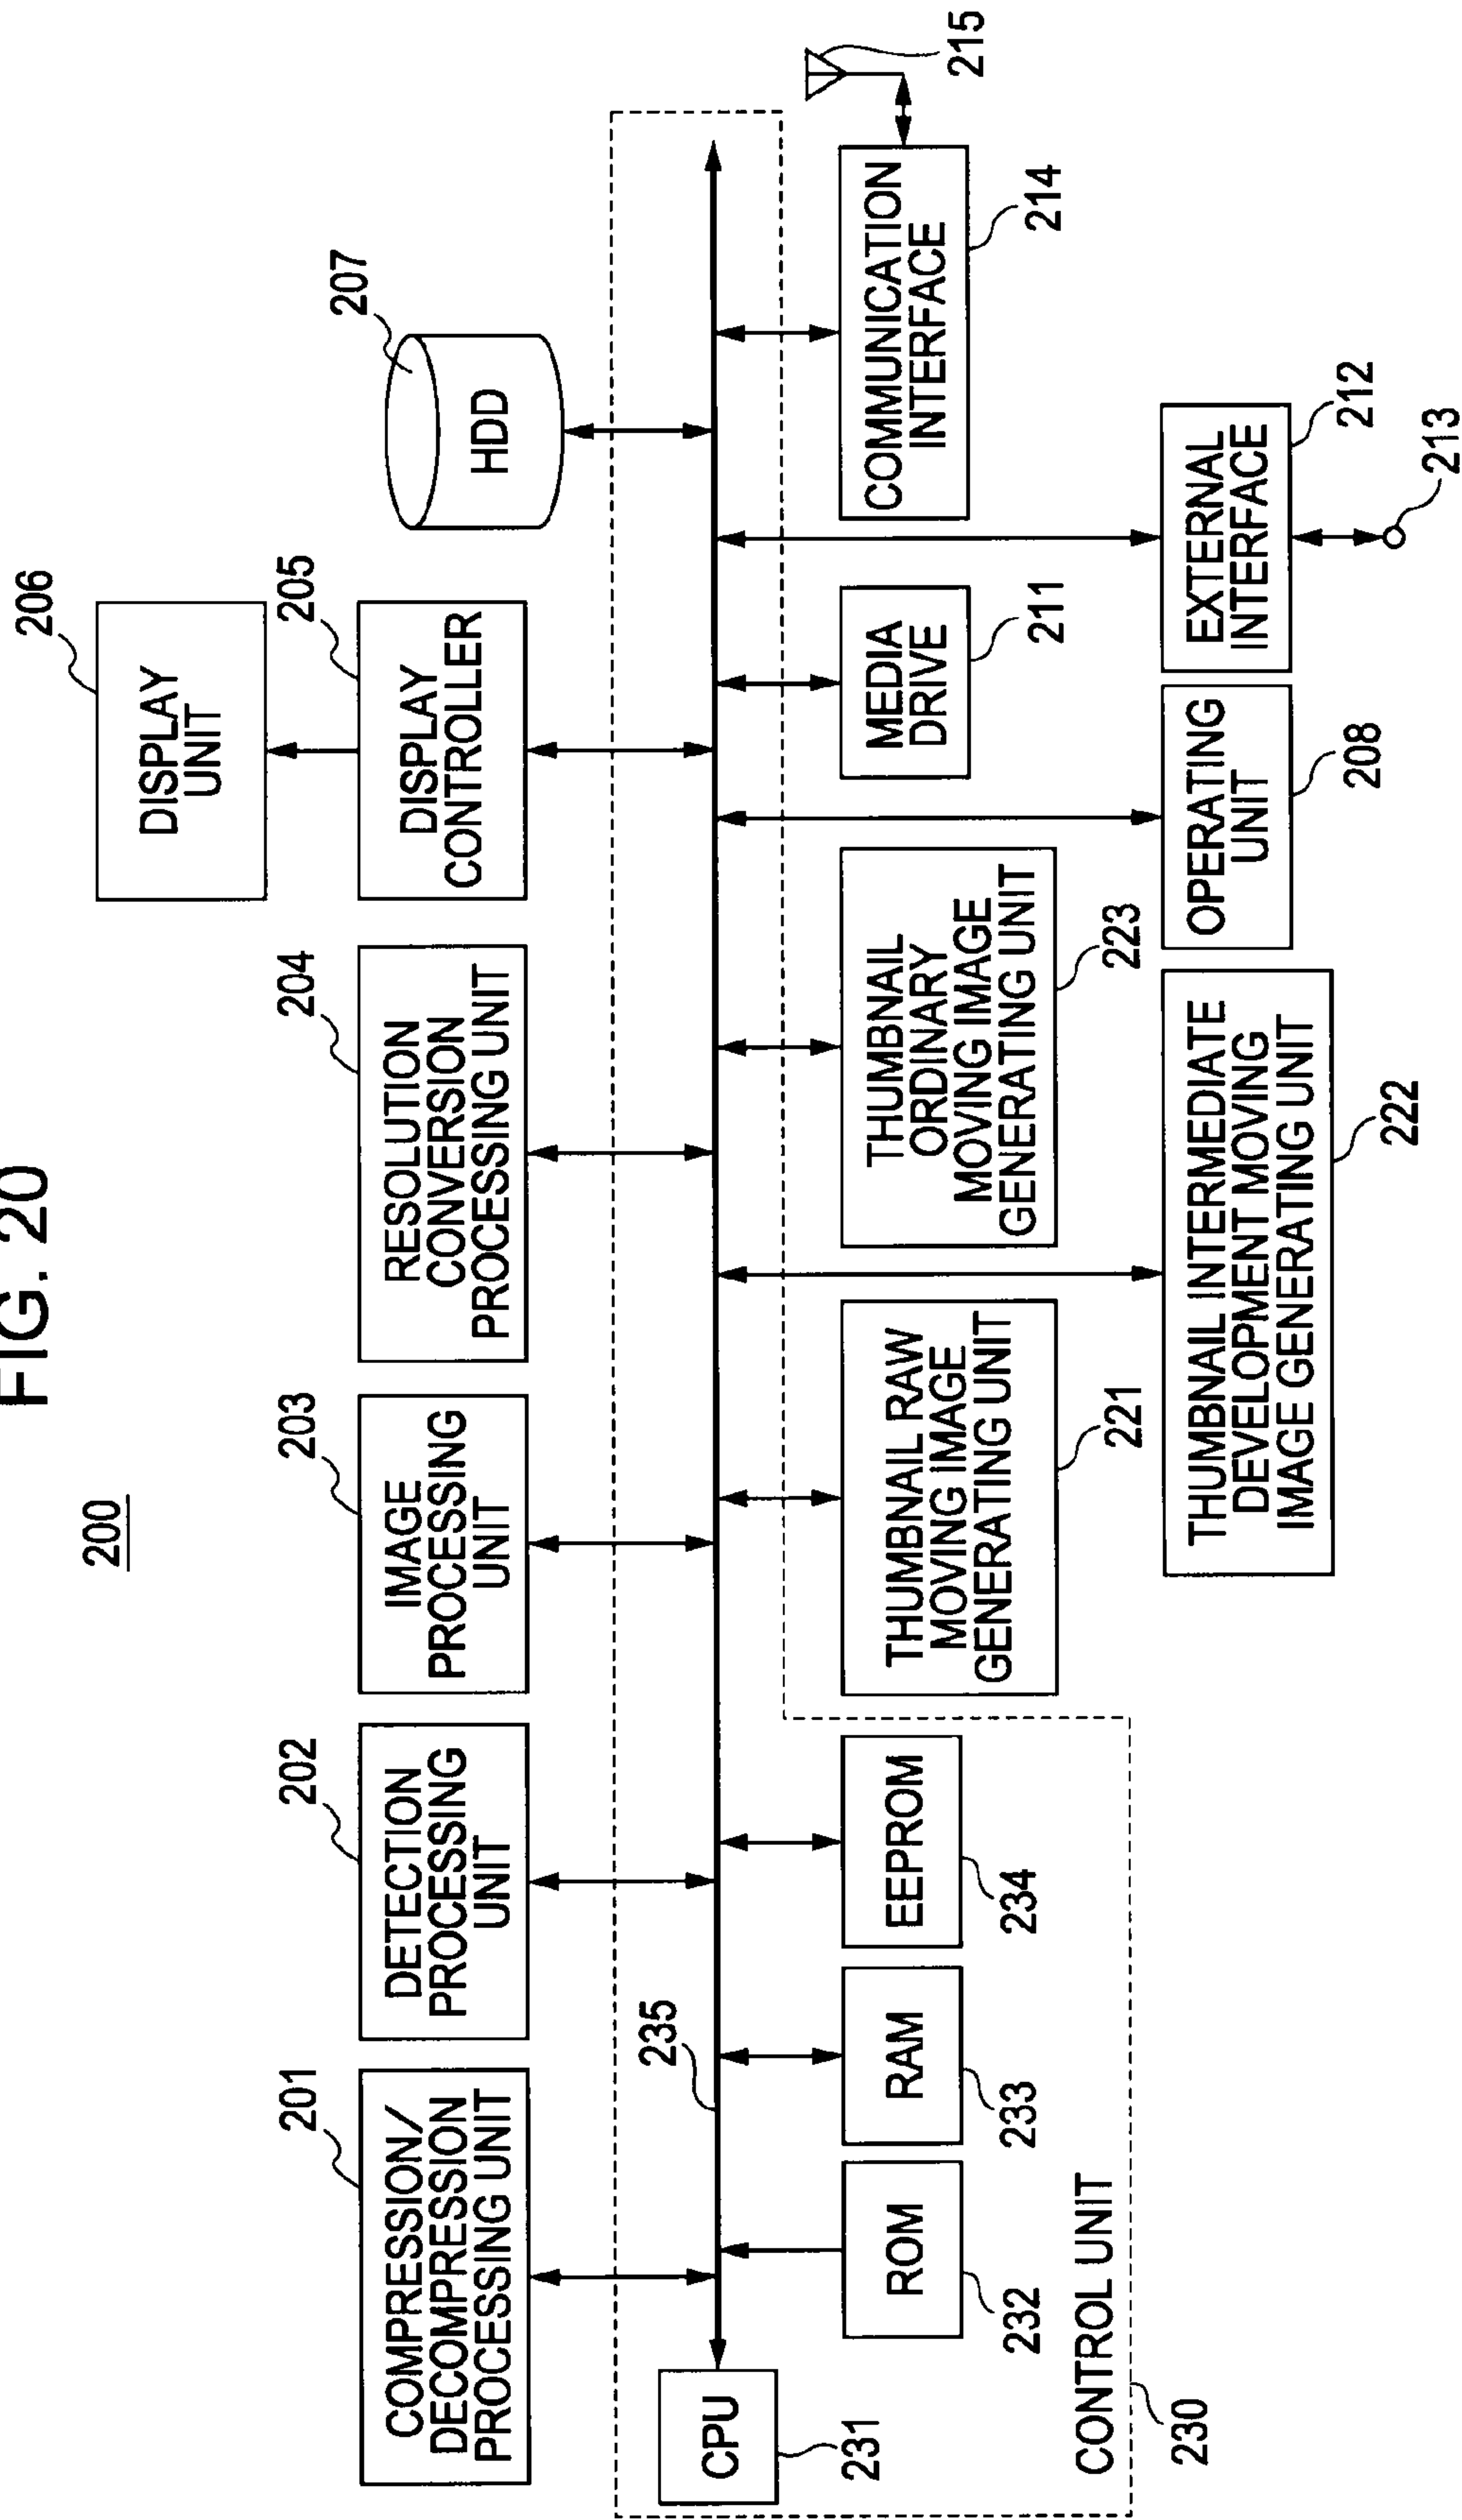 FIG. 20
200
206
DISPLAY
UNIT
201
202
203
204
205
207
COMPRESSION/
DECOMPRESSION
PROCESSING UNIT
DETECTION
PROCESSING
UNIT
IMAGE
PROCESSING
UNIT
RESOLUTION
CONVERSION
PROCESSING UNIT
DISPLAY
CONTROLLER
HDD
235
CPU
231
ROM
232
RAM
233
EEPROM
234
THUMBNAIL RAW
MOVING IMAGE
GENERATING UNIT
221
THUMBNAIL
ORDINARY
MOVING IMAGE
GENERATING UNIT
223
MEDIA
DRIVE
211
COMMUNICATION
INTERFACE
214
215
CONTROL UNIT
230
THUMBNAIL INTERMEDIATE
DEVELOPMENT MOVING
IMAGE GENERATING UNIT
222
OPERATING
UNIT
208
EXTERNAL
INTERFACE
212
213